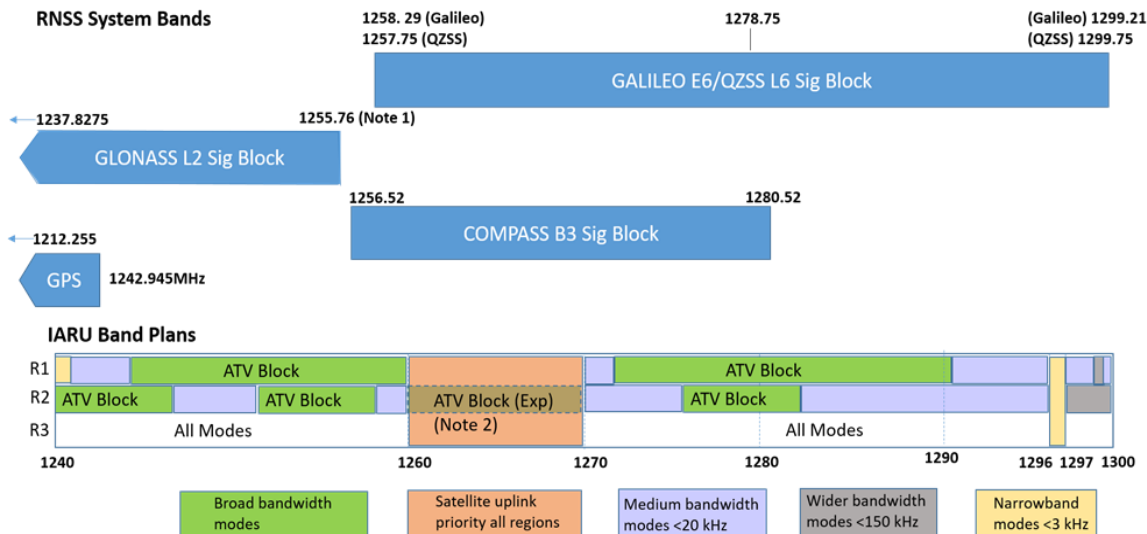 RNSS System Bands
1258. 29 (Galileo)
1257.75 (QZSS)
1278.75
(Galileo) 1299.21
(QZSS) 1299.75
GALILEO E6/QZSS L6 Sig Block
1237.8275
1255.76 (Note 1)
GLONASS L2 Sig Block
1256.52
1280.52
COMPASS B3 Sig Block
1212.255
GPS
1242.945MHz
IARU Band Plans
R1
ATV Block
ATV Block
R2
ATV Block
ATV Block
ATV Block (Exp)
(Note 2)
ATV Block
R3
All Modes
All Modes
1240
1260
1270
1280
1290
1296
1297
1300
Broad bandwidth
modes
Satellite uplink
priority all regions
Medium bandwidth
modes <20 kHz
Wider bandwidth
modes <150 kHz
Narrowband
modes <3 kHz